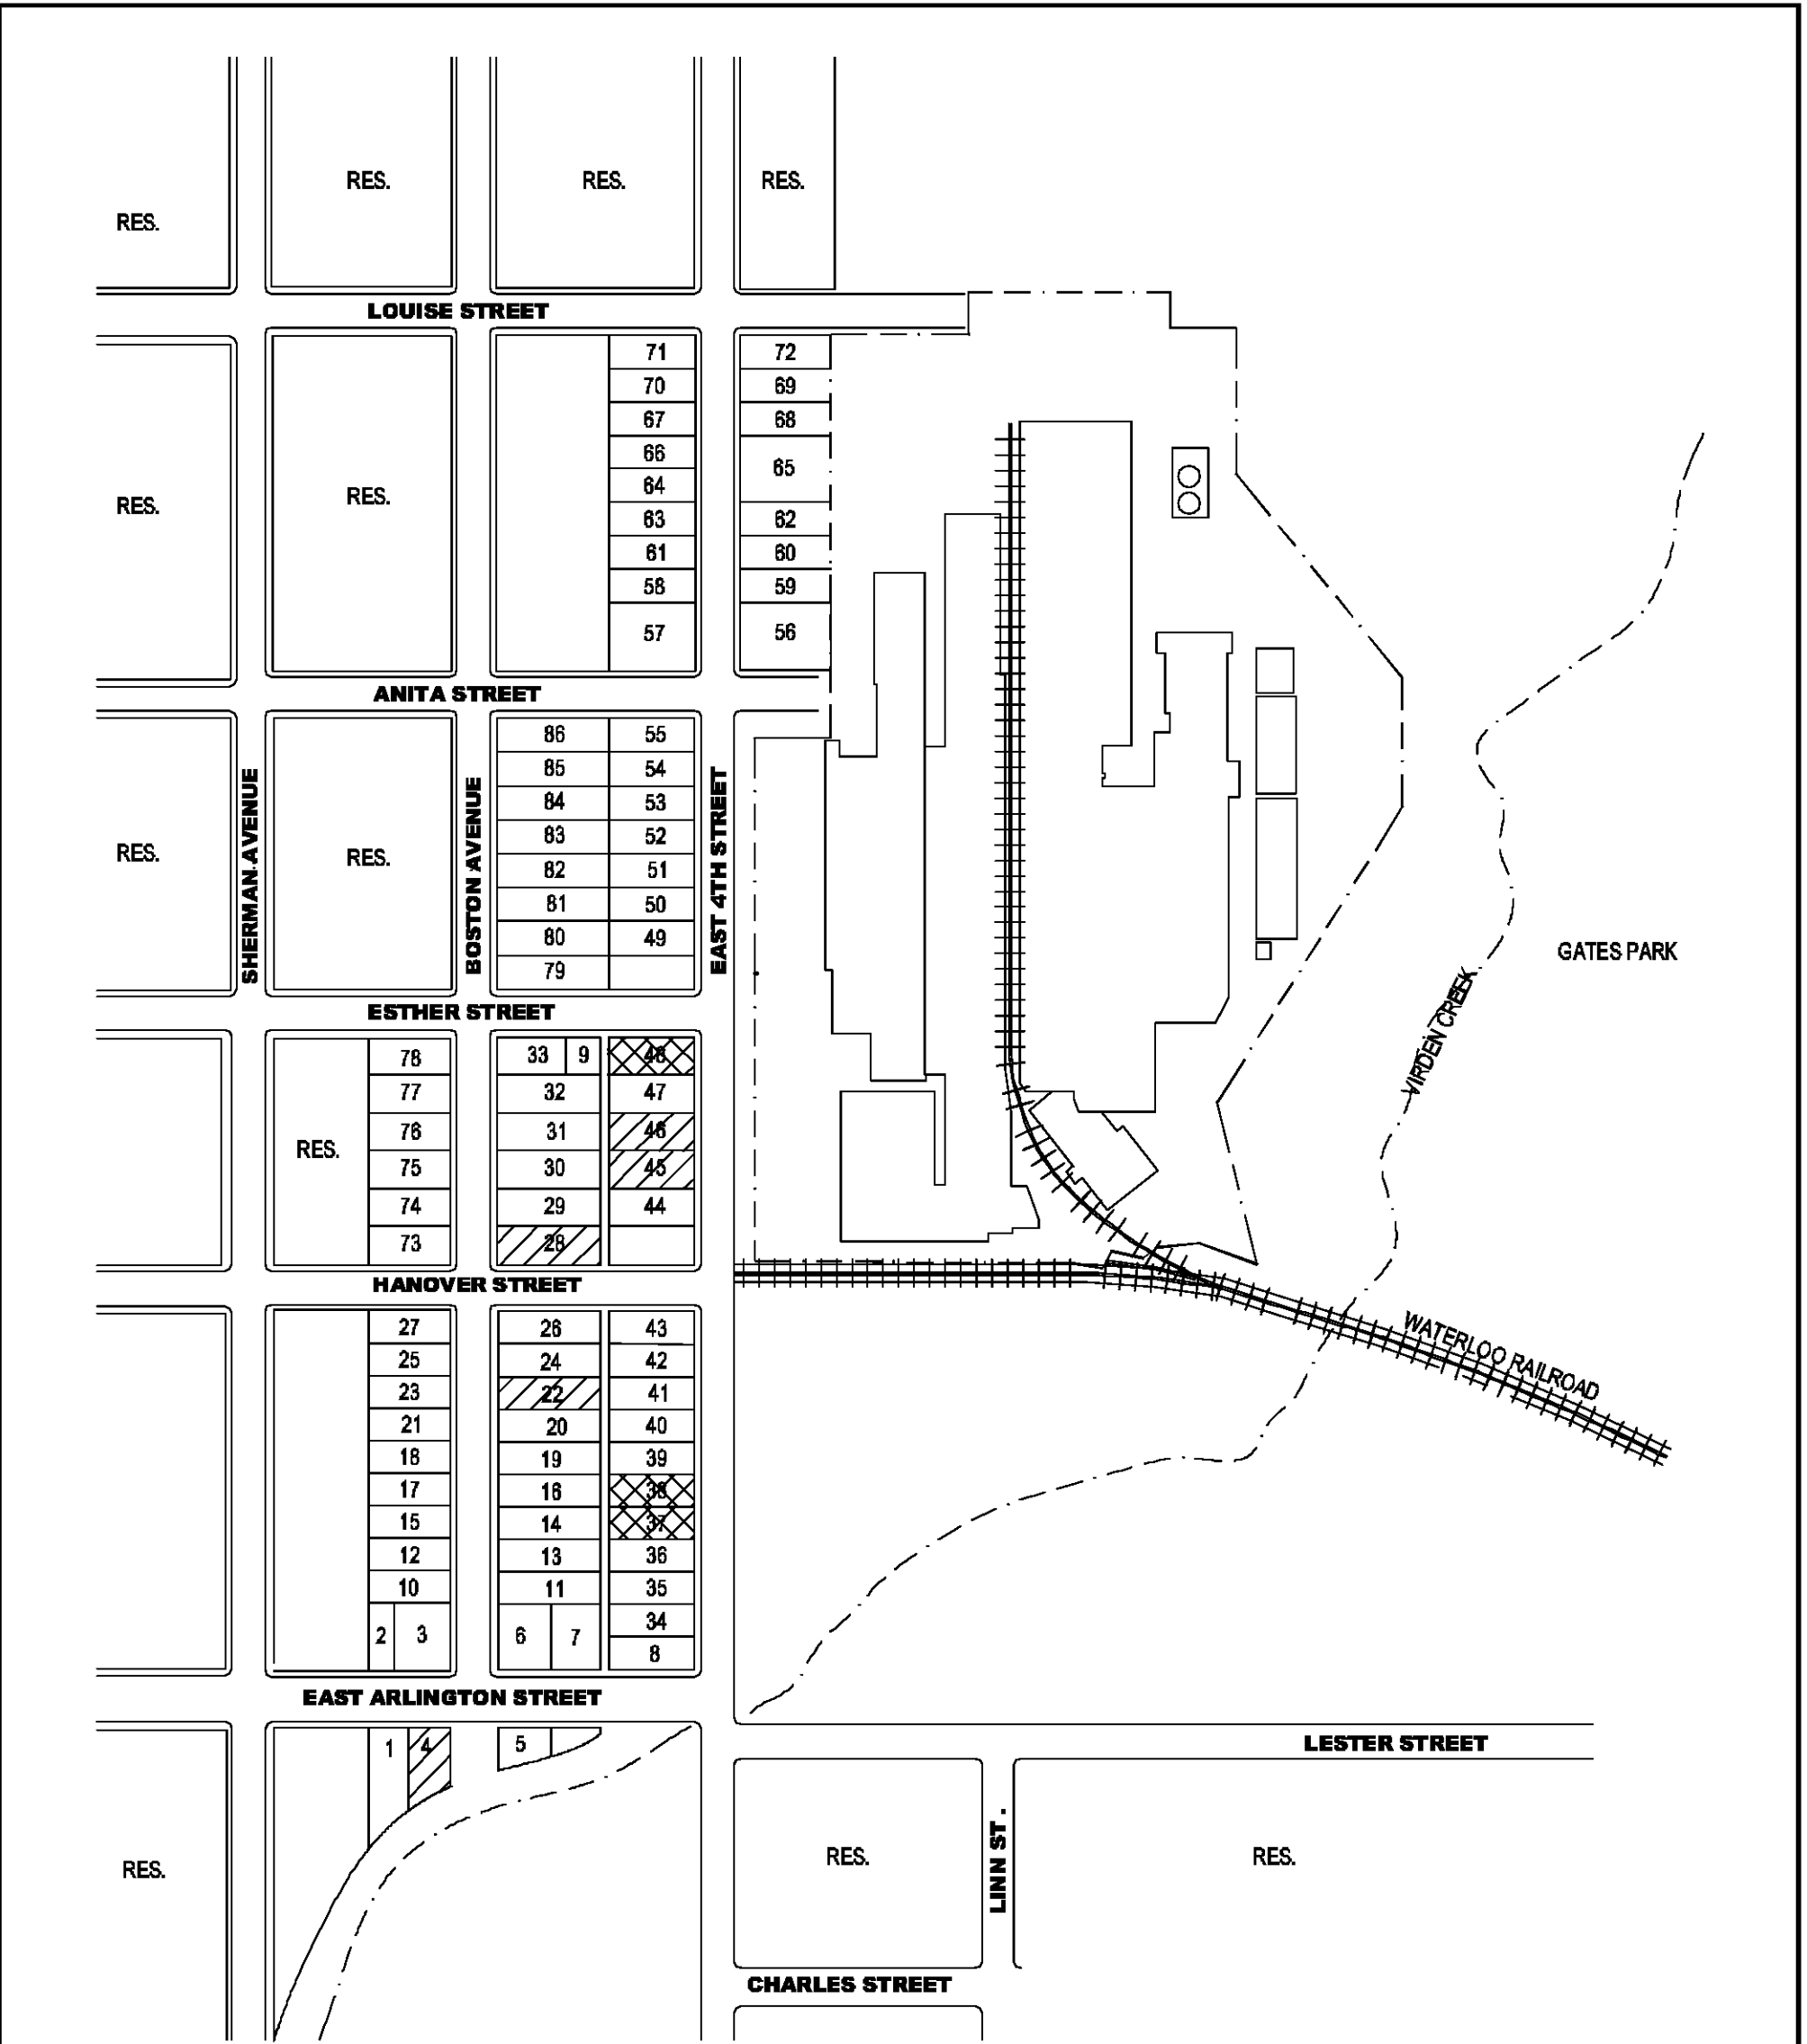 RES.
RES.
RES.
RES.
LOUISE STREET
71 72
70 69
67 68
66 65
64
63 62
61 60
58 59
57 56
RES.
RES.
ANITA STREET
86 55
85 54
84 53
83 52
82 51
81 50
80 49
79
RES.
SHERMAN AVENUE
RES.
BOSTON AVENUE
EAST 4TH STREET
GATES PARK
VIRDEN CREEK
ESTHER STREET
78 33 9 48
77 32 47
76 31 46
RES.
75 30 45
74 29 44
73 28
HANOVER STREET
WATERLOO RAILROAD
27 26 43
25 24 42
23 22 41
21 20 40
18 19 39
17 16 38
15 14 37
12 13 36
10 11 35
2 3 6 7 34
8
EAST ARLINGTON STREET
1 4 5
LESTER STREET
RES.
RES.
LINN ST.
RES.
CHARLES STREET